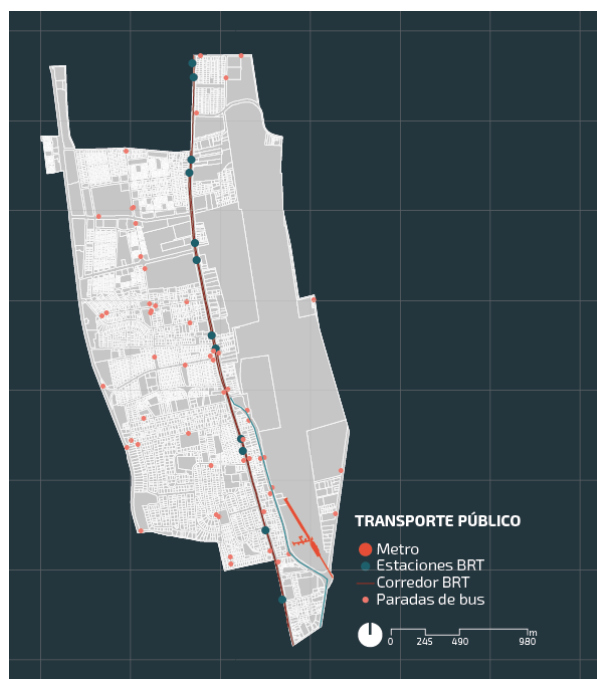 TRANSPORTE PÚBLICO
Metro
Estaciones BRT
Corredor BRT
Paradas de bus
m
0 245 490 980